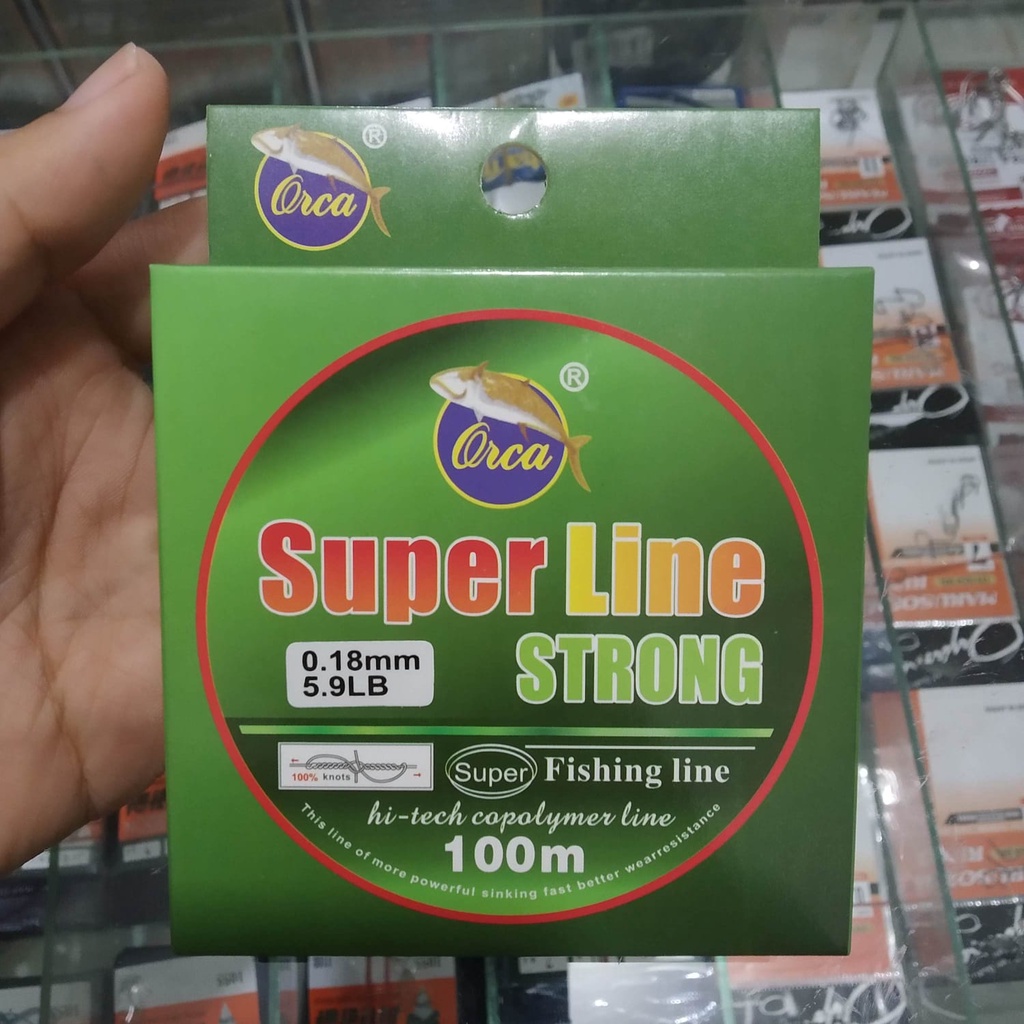 Orca
®
Orca
®
Super Line
STRONG
0.18mm
5.9LB
100% knots
Super
Fishing line
hi-tech copolymer line
100m
This line of more powerful sinking fast better wearresistance